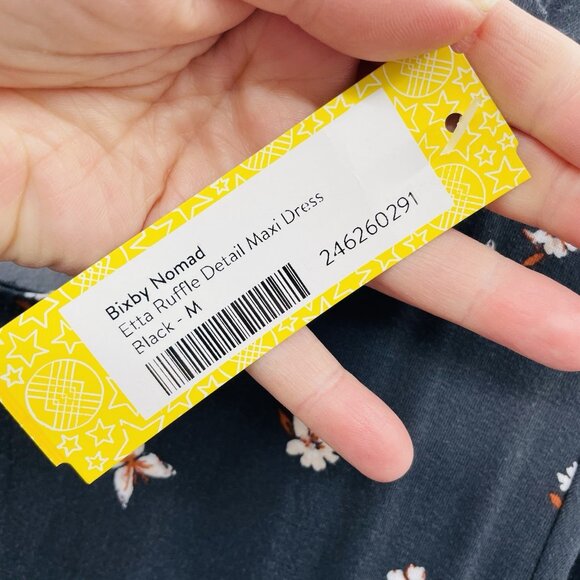 Bixby Nomad
Etta Ruffle Detail Maxi Dress
Black - M
246260291